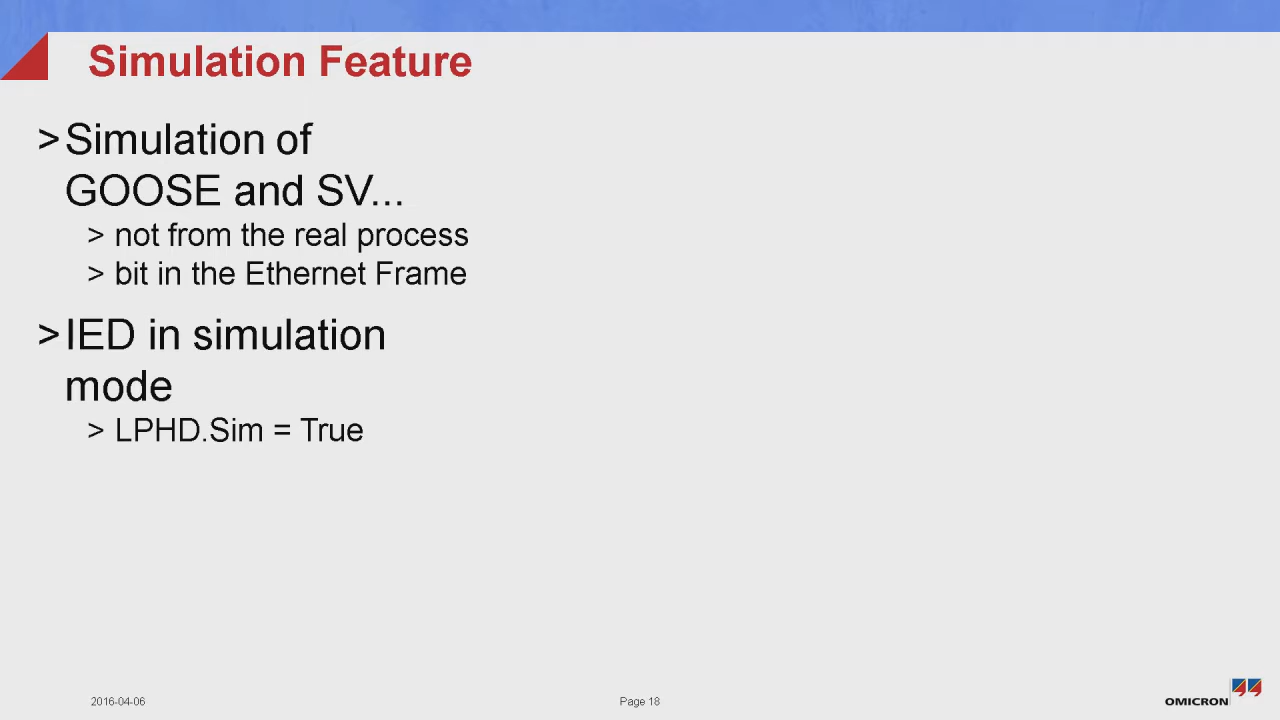 Simulation Feature
>Simulation of
GOOSE and SV...
> not from the real process
> bit in the Ethernet Frame
>IED in simulation
mode
> LPHD.Sim = True
2016-04-06
Page 18
OMICRON